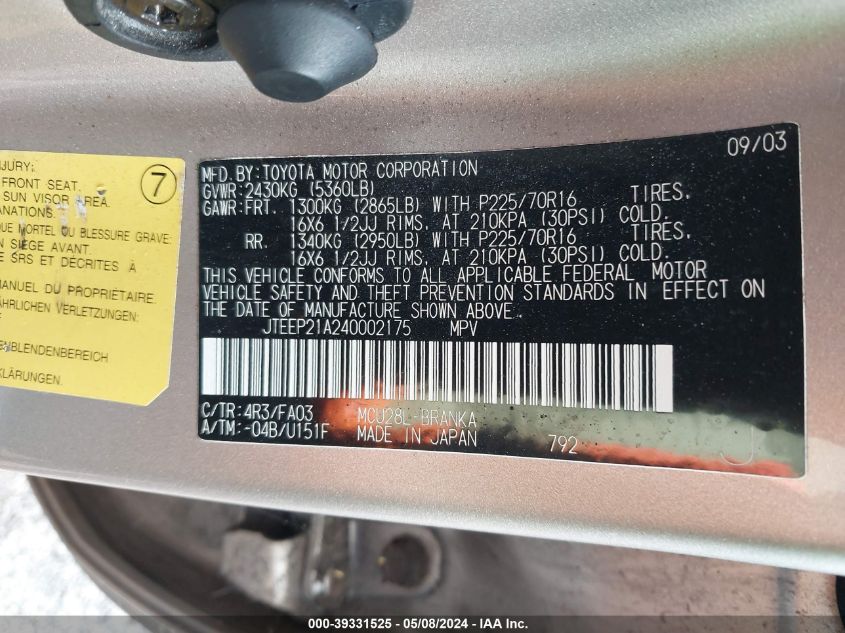 NJURY:
FRONT SEAT.
SUN VISOR AREA.
ANATIONS.
QUE MORTEL OU BLESSURE GRAVE:
N SIÈGE AVANT.
E SRS ET DÉCRITES À
MANUEL DU PROPRIÉTAIRE.
ÄHRLICHEN VERLETZUNGEN.
NBLENDENBEREICH
KLÄRUNGEN.
7
09/03
MFD. BY: TOYOTA MOTOR CORPORATION
GVWR: 2430KG (5360LB)
GAWR: FRT. 1300KG (2865LB) WITH P225/70R16 TIRES,
16X6 1/2JJ RIMS, AT 210KPA (30PSI) COLD.
RR. 1340KG (2950LB) WITH P225/70R16 TIRES,
16X6 1/2JJ RIMS, AT 210KPA (30PSI) COLD.
THIS VEHICLE CONFORMS TO ALL APPLICABLE FEDERAL MOTOR
VEHICLE SAFETY AND THEFT PREVENTION STANDARDS IN EFFECT ON
THE DATE OF MANUFACTURE SHOWN ABOVE.
JTEEP21A240002175 MPV
C/TR: 4R3/FA03 MCU28L-BRANKA
A/TM: -04B/U151F MADE IN JAPAN 792
J
000-39331525 - 05/08/2024 - IAA Inc.